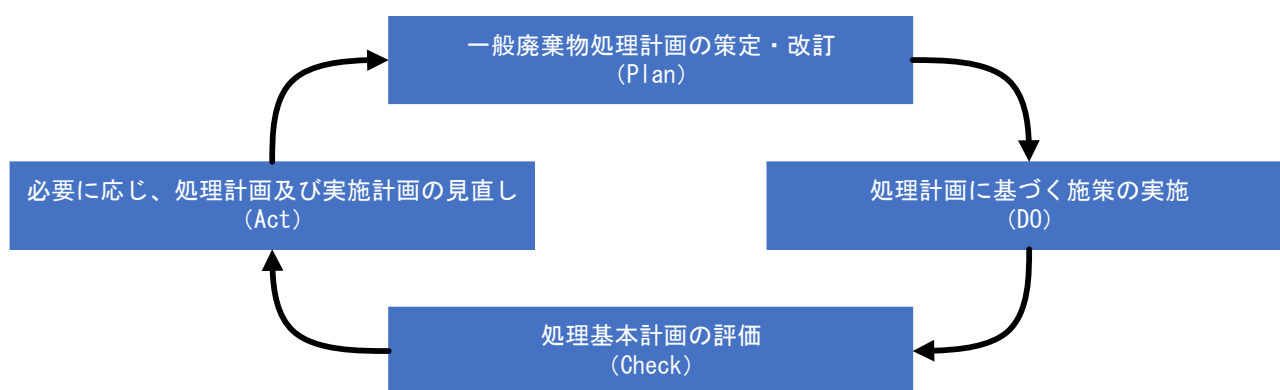 一般廃棄物処理計画の策定・改訂
(Plan)
必要に応じ、処理計画及び実施計画の見直し
(Act)
処理計画に基づく施策の実施
(DO)
処理基本計画の評価
(Check)